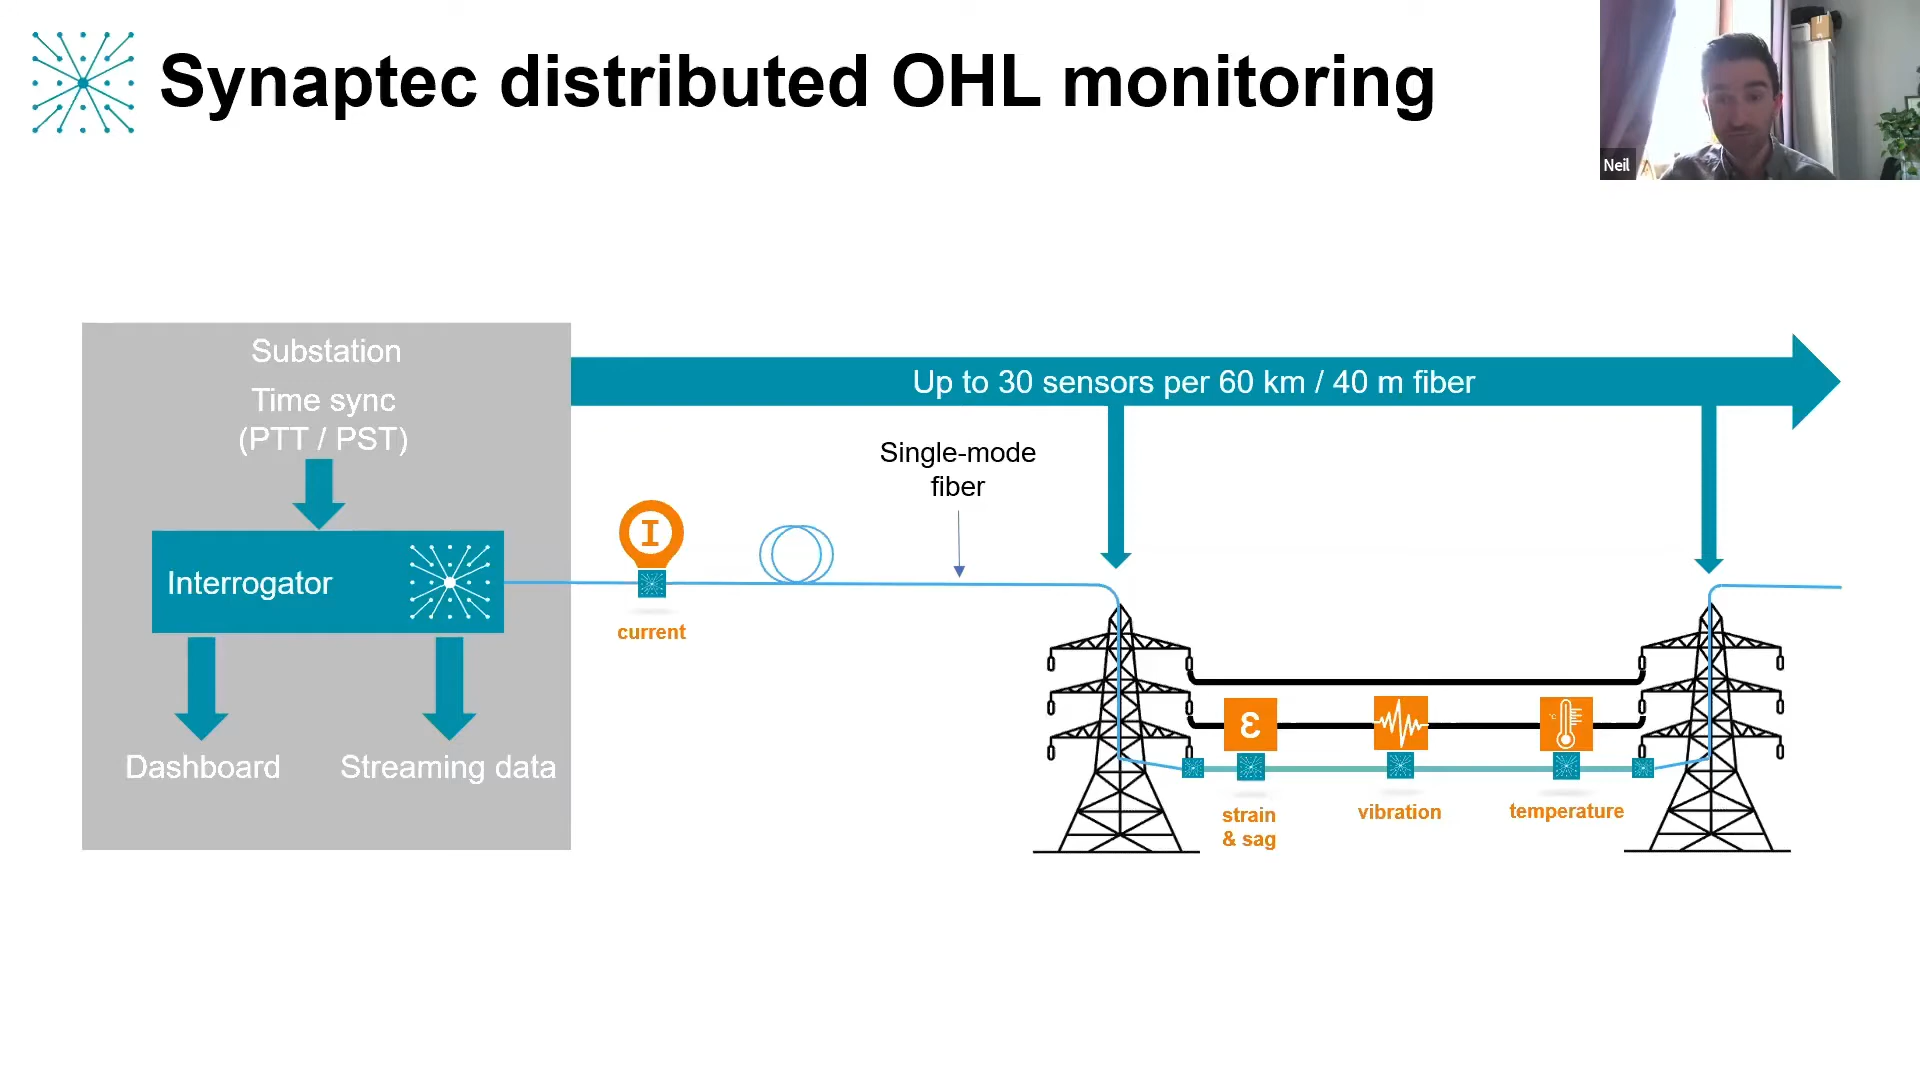 Synaptec distributed OHL monitoring
Neil
Substation
Time sync
(PTT / PST)
Interrogator
Dashboard
Streaming data
Up to 30 sensors per 60 km / 40 m fiber
Single-mode
fiber
I
current
ε
°C
strain
& sag
vibration
temperature